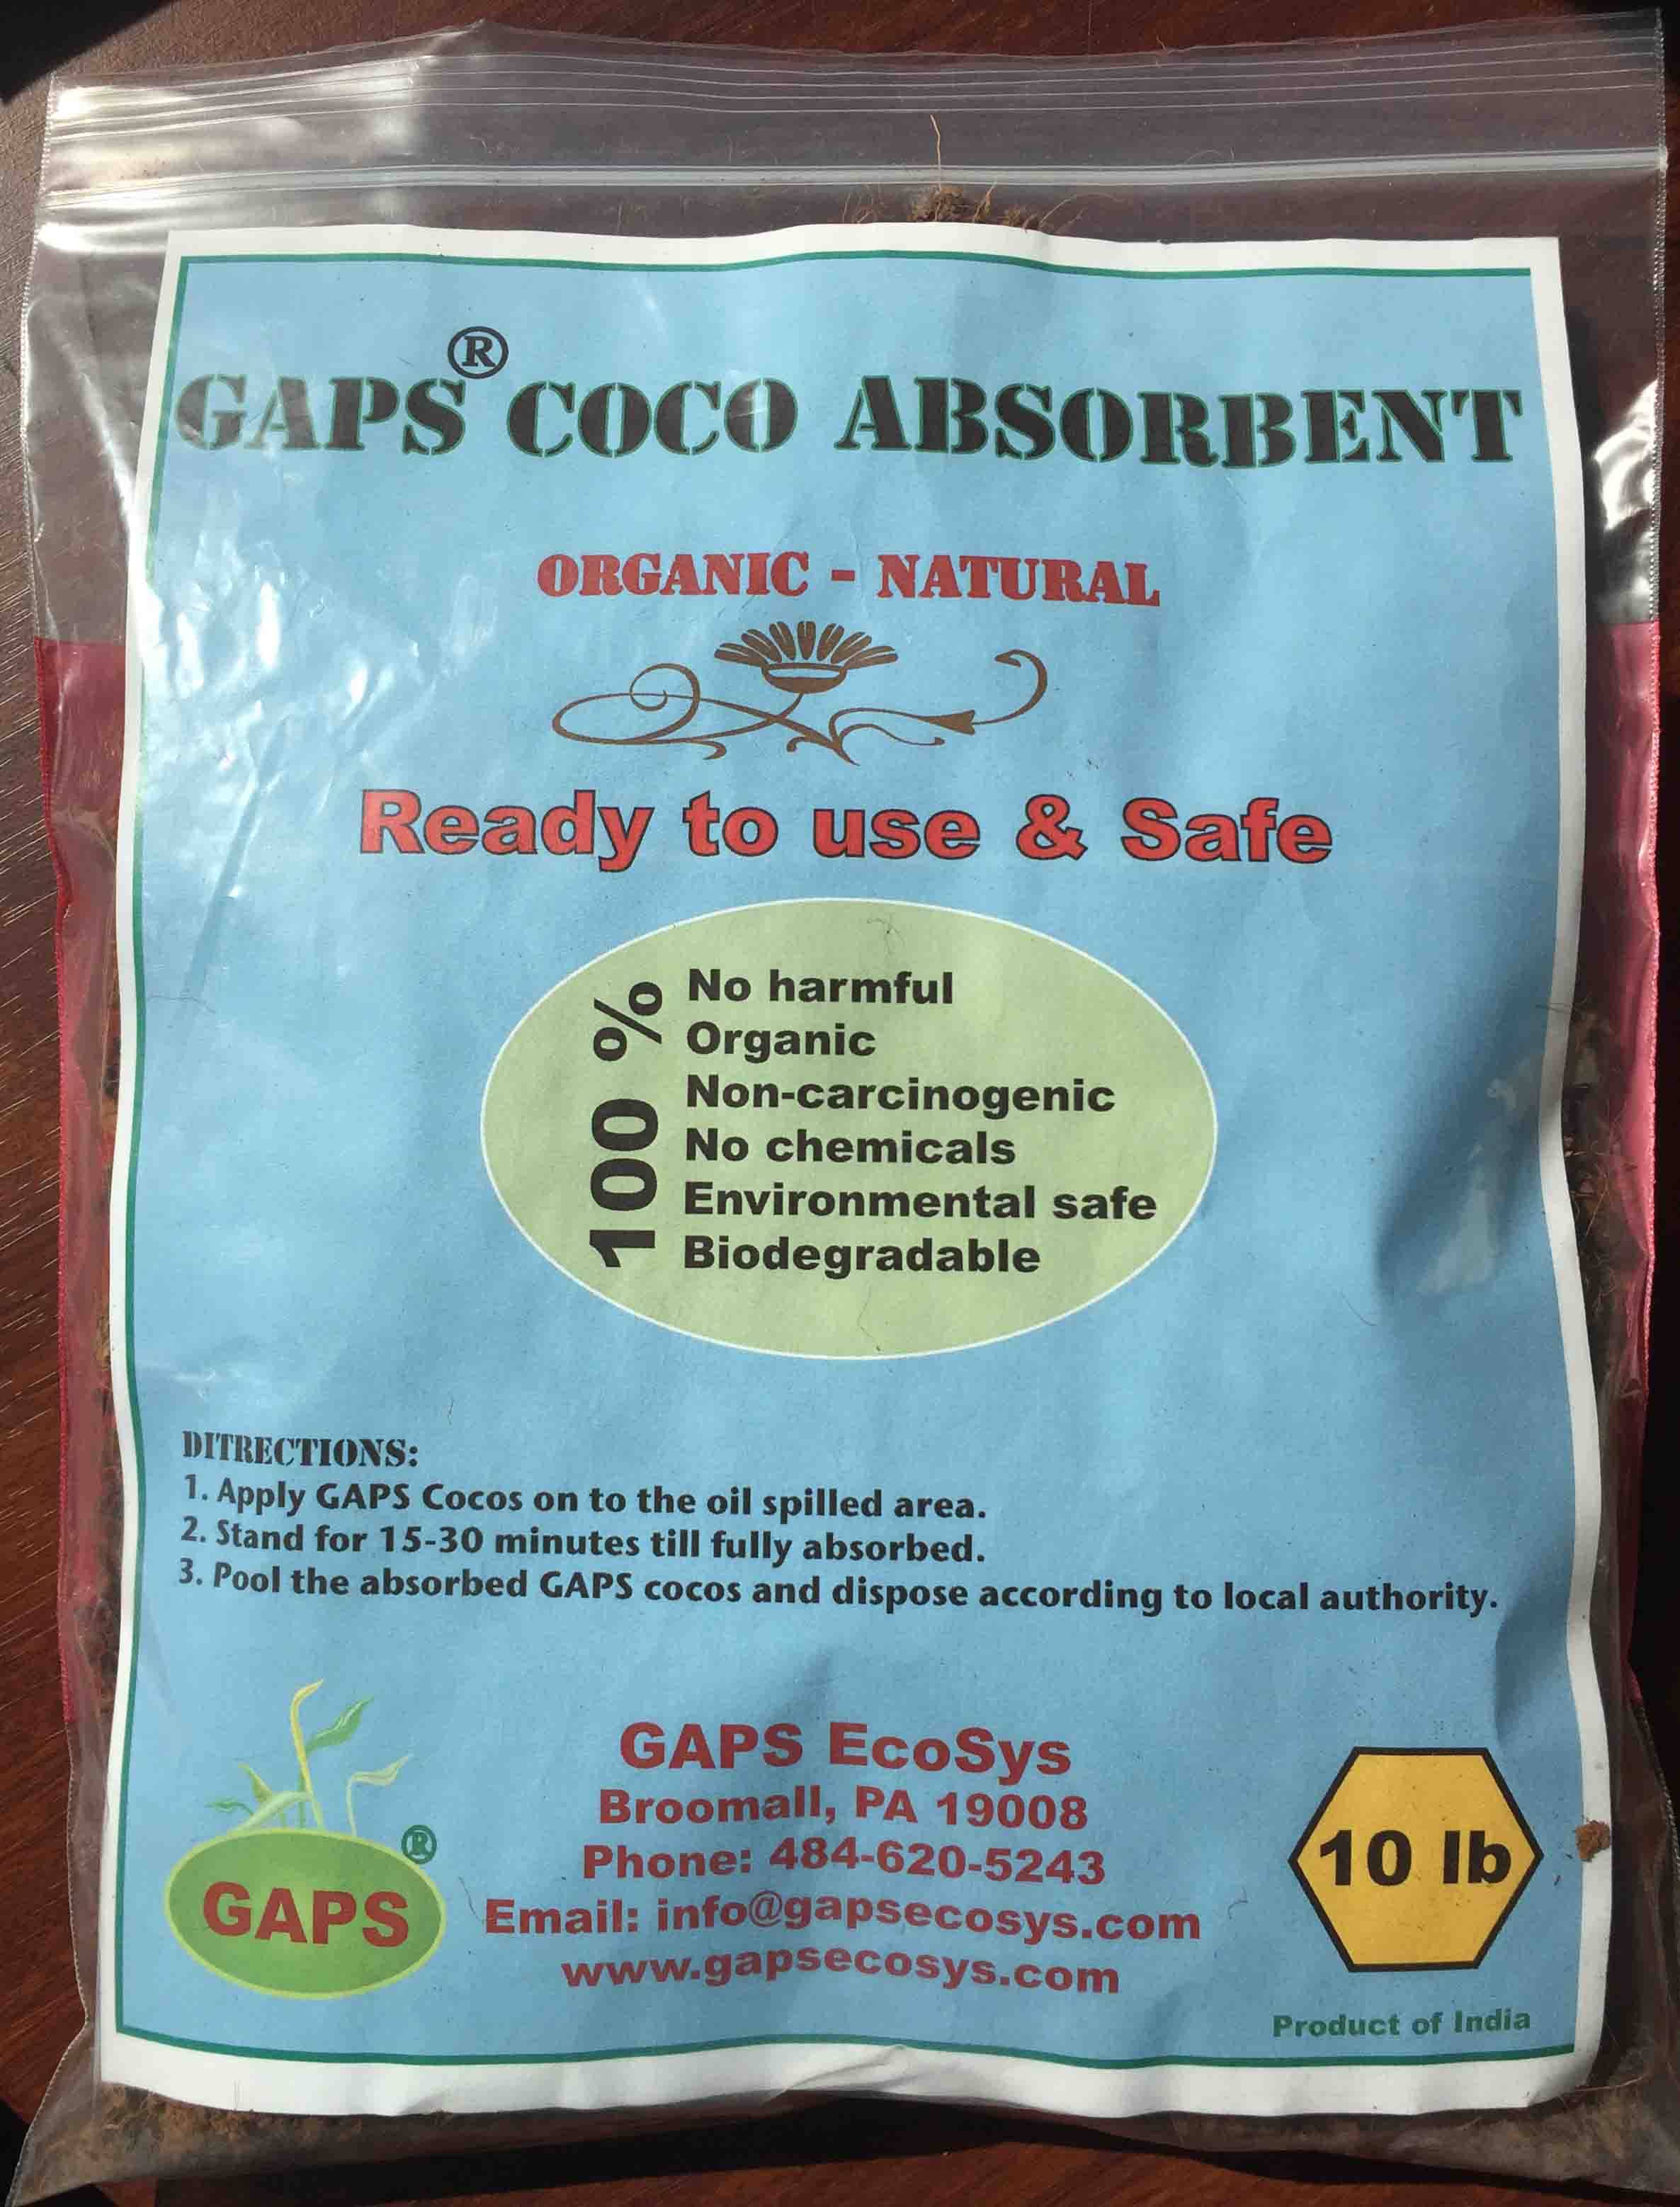 GAPS® COCO ABSORBENT
ORGANIC - NATURAL
Ready to use & Safe
100 %
No harmful
Organic
Non-carcinogenic
No chemicals
Environmental safe
Biodegradable
DITRECTIONS:
1. Apply GAPS Cocos on to the oil spilled area.
2. Stand for 15-30 minutes till fully absorbed.
3. Pool the absorbed GAPS cocos and dispose according to local authority.
GAPS ®
GAPS EcoSys
Broomall, PA 19008
Phone: 484-620-5243
Email: info@gapsecosys.com
www.gapsecosys.com
10 lb
Product of India